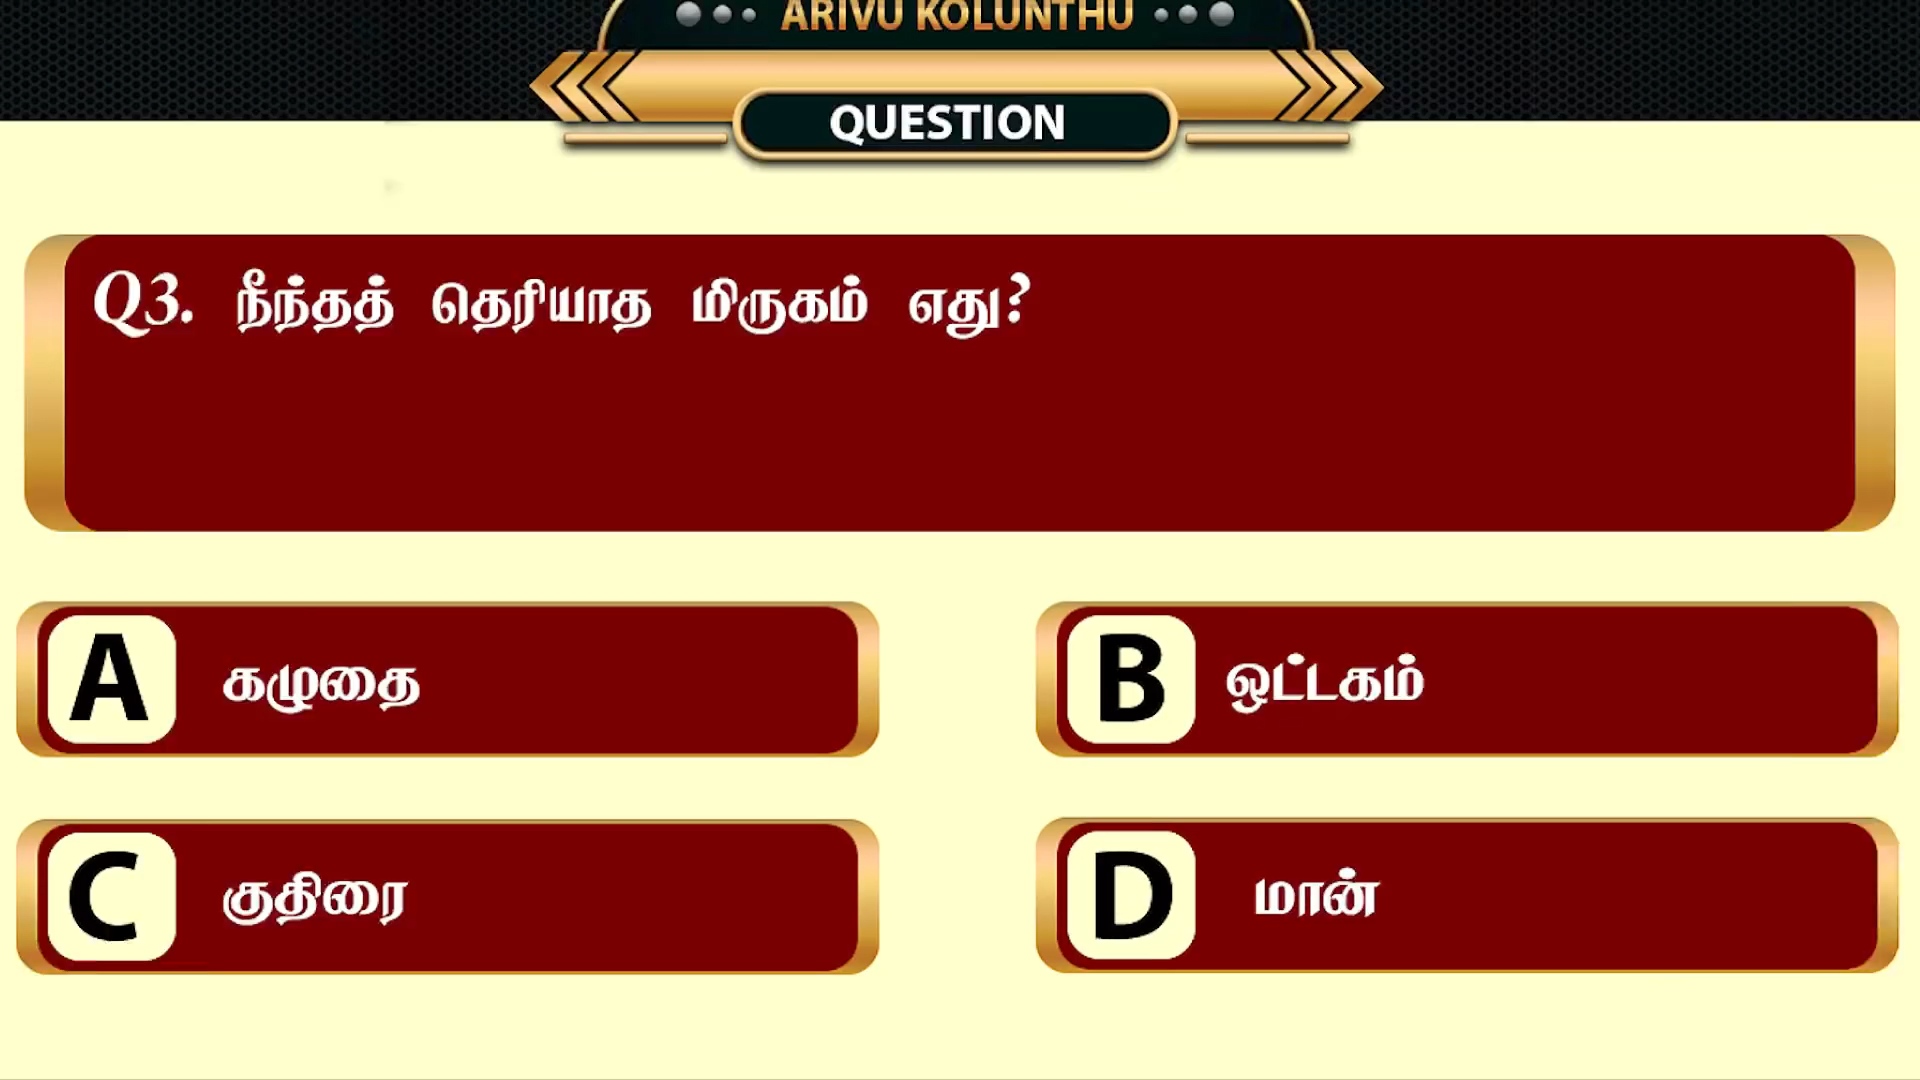 ARIVU KOLUNTHU
QUESTION
Q3. நீந்தத் தெரியாத மிருகம் எது?
A கழுதை
B ஒட்டகம்
C குதிரை
D மான்